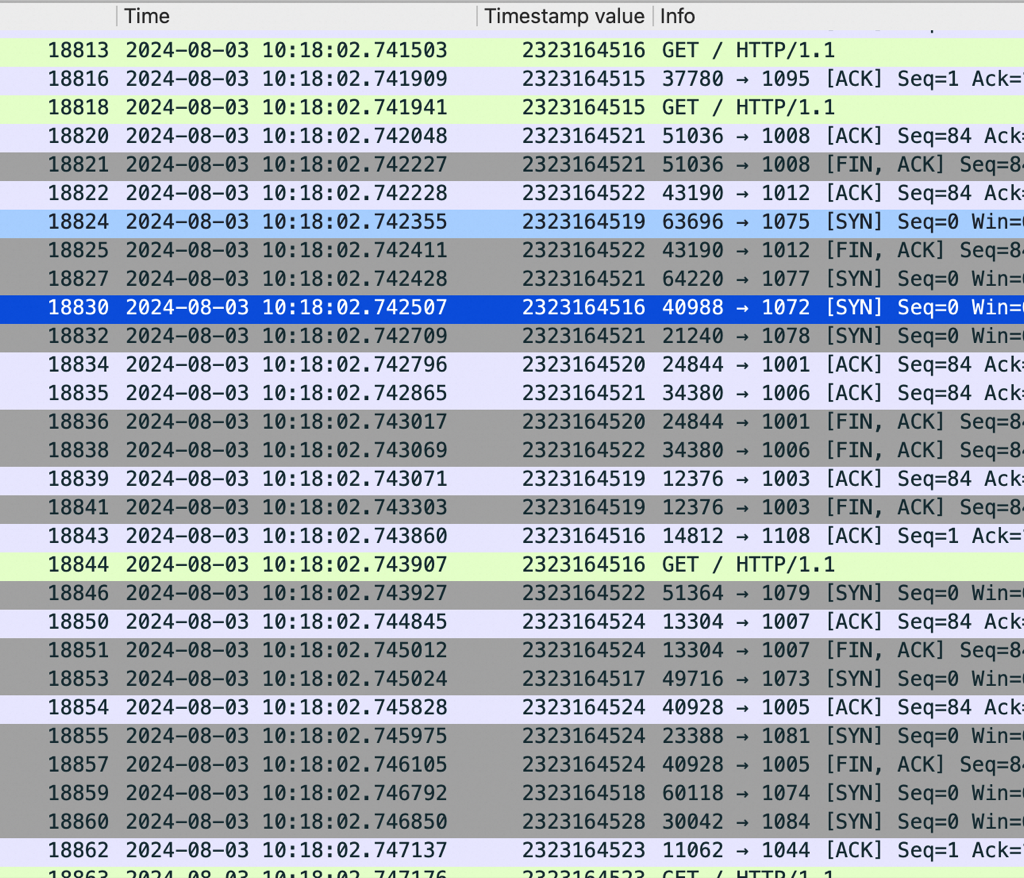 Time Timestamp value Info
18813 2024-08-03 10:18:02.741503 2323164516 GET / HTTP/1.1
18816 2024-08-03 10:18:02.741909 2323164515 37780 → 1095 [ACK] Seq=1 Ack=
18818 2024-08-03 10:18:02.741941 2323164515 GET / HTTP/1.1
18820 2024-08-03 10:18:02.742048 2323164521 51036 → 1008 [ACK] Seq=84 Ack
18821 2024-08-03 10:18:02.742227 2323164521 51036 → 1008 [FIN, ACK] Seq=8
18822 2024-08-03 10:18:02.742228 2323164522 43190 → 1012 [ACK] Seq=84 Ack
18824 2024-08-03 10:18:02.742355 2323164519 63696 → 1075 [SYN] Seq=0 Win=
18825 2024-08-03 10:18:02.742411 2323164522 43190 → 1012 [FIN, ACK] Seq=8
18827 2024-08-03 10:18:02.742428 2323164521 64220 → 1077 [SYN] Seq=0 Win=
18830 2024-08-03 10:18:02.742507 2323164516 40988 → 1072 [SYN] Seq=0 Win=
18832 2024-08-03 10:18:02.742709 2323164521 21240 → 1078 [SYN] Seq=0 Win=
18834 2024-08-03 10:18:02.742796 2323164520 24844 → 1001 [ACK] Seq=84 Ack
18835 2024-08-03 10:18:02.742865 2323164521 34380 → 1006 [ACK] Seq=84 Ack
18836 2024-08-03 10:18:02.743017 2323164520 24844 → 1001 [FIN, ACK] Seq=8
18838 2024-08-03 10:18:02.743069 2323164522 34380 → 1006 [FIN, ACK] Seq=8
18839 2024-08-03 10:18:02.743071 2323164519 12376 → 1003 [ACK] Seq=84 Ack
18841 2024-08-03 10:18:02.743303 2323164519 12376 → 1003 [FIN, ACK] Seq=8
18843 2024-08-03 10:18:02.743860 2323164516 14812 → 1108 [ACK] Seq=1 Ack=
18844 2024-08-03 10:18:02.743907 2323164516 GET / HTTP/1.1
18846 2024-08-03 10:18:02.743927 2323164522 51364 → 1079 [SYN] Seq=0 Win=
18850 2024-08-03 10:18:02.744845 2323164524 13304 → 1007 [ACK] Seq=84 Ack
18851 2024-08-03 10:18:02.745012 2323164524 13304 → 1007 [FIN, ACK] Seq=8
18853 2024-08-03 10:18:02.745024 2323164517 49716 → 1073 [SYN] Seq=0 Win=
18854 2024-08-03 10:18:02.745828 2323164524 40928 → 1005 [ACK] Seq=84 Ack
18855 2024-08-03 10:18:02.745975 2323164524 23388 → 1081 [SYN] Seq=0 Win=
18857 2024-08-03 10:18:02.746105 2323164524 40928 → 1005 [FIN, ACK] Seq=8
18859 2024-08-03 10:18:02.746792 2323164518 60118 → 1074 [SYN] Seq=0 Win=
18860 2024-08-03 10:18:02.746850 2323164528 30042 → 1084 [SYN] Seq=0 Win=
18862 2024-08-03 10:18:02.747137 2323164523 11062 → 1044 [ACK] Seq=1 Ack=
18863 2024-08-03 10:18:02.747176 2323164523 GET / HTTP/1.1